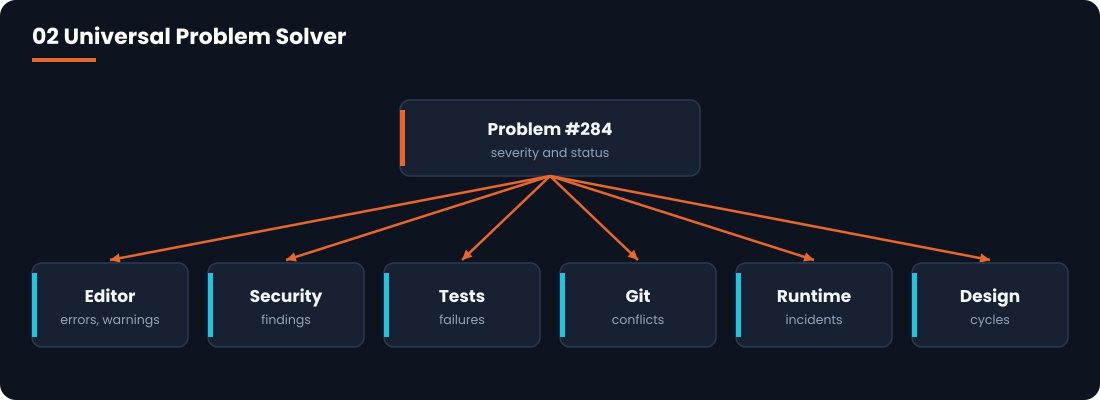 02 Universal Problem Solver
Problem #284
severity and status
Editor
errors, warnings
Security
findings
Tests
failures
Git
conflicts
Runtime
incidents
Design
cycles